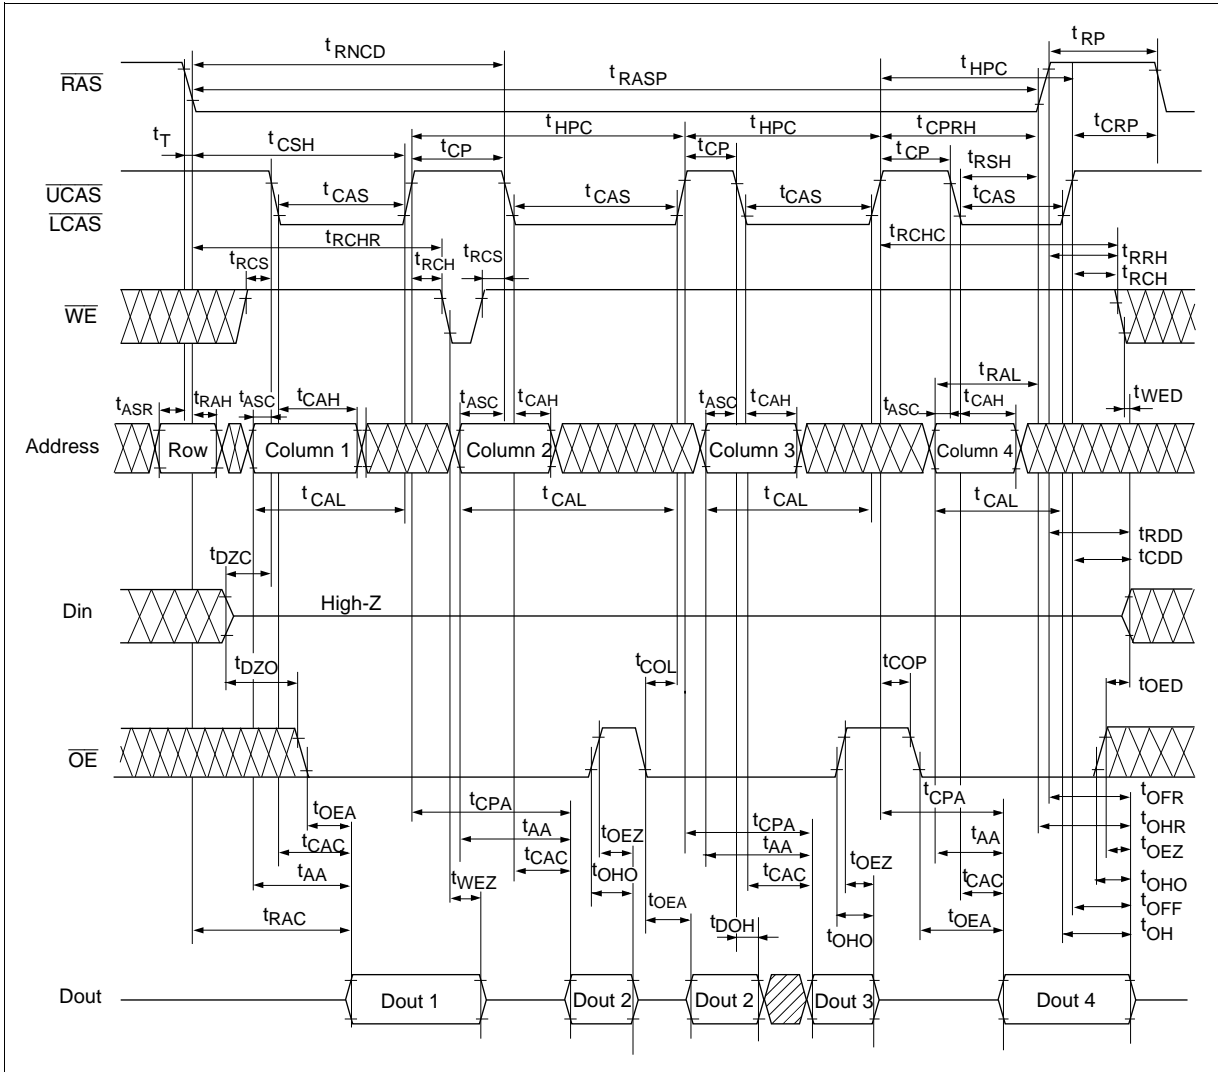 tRNCD
tRP
tRASP
tHPC
RAS
tT
tCSH
tHPC
tHPC
tCPRH
tCRP
tCP
tCP
tCP
tRSH
UCAS
LCAS
tCAS
tCAS
tCAS
tCAS
tRCHR
tRCHC
tRCS
tRCH
tRCS
tRRH
tRCH
WE
tRAL
tWED
tASR
tRAH
tASC
tCAH
tASC
tCAH
tASC
tCAH
tASC
tCAH
Address
Row
Column 1
Column 2
Column 3
Column 4
tCAL
tCAL
tCAL
tCAL
tRDD
tCDD
tDZC
Din
High-Z
tDZO
tCOL
tCOP
tOED
OE
tOEA
tCPA
tCPA
tOFR
tCAC
tAA
tOEZ
tCPA
tAA
tOHR
tAA
tCAC
tOHO
tAA
tOEZ
tCAC
tOEZ
tWEZ
tOEA
tCAC
tOHO
tRAC
tDOH
tOHO
tOEA
tOFF
tOH
Dout
Dout 1
Dout 2
Dout 2
Dout 3
Dout 4